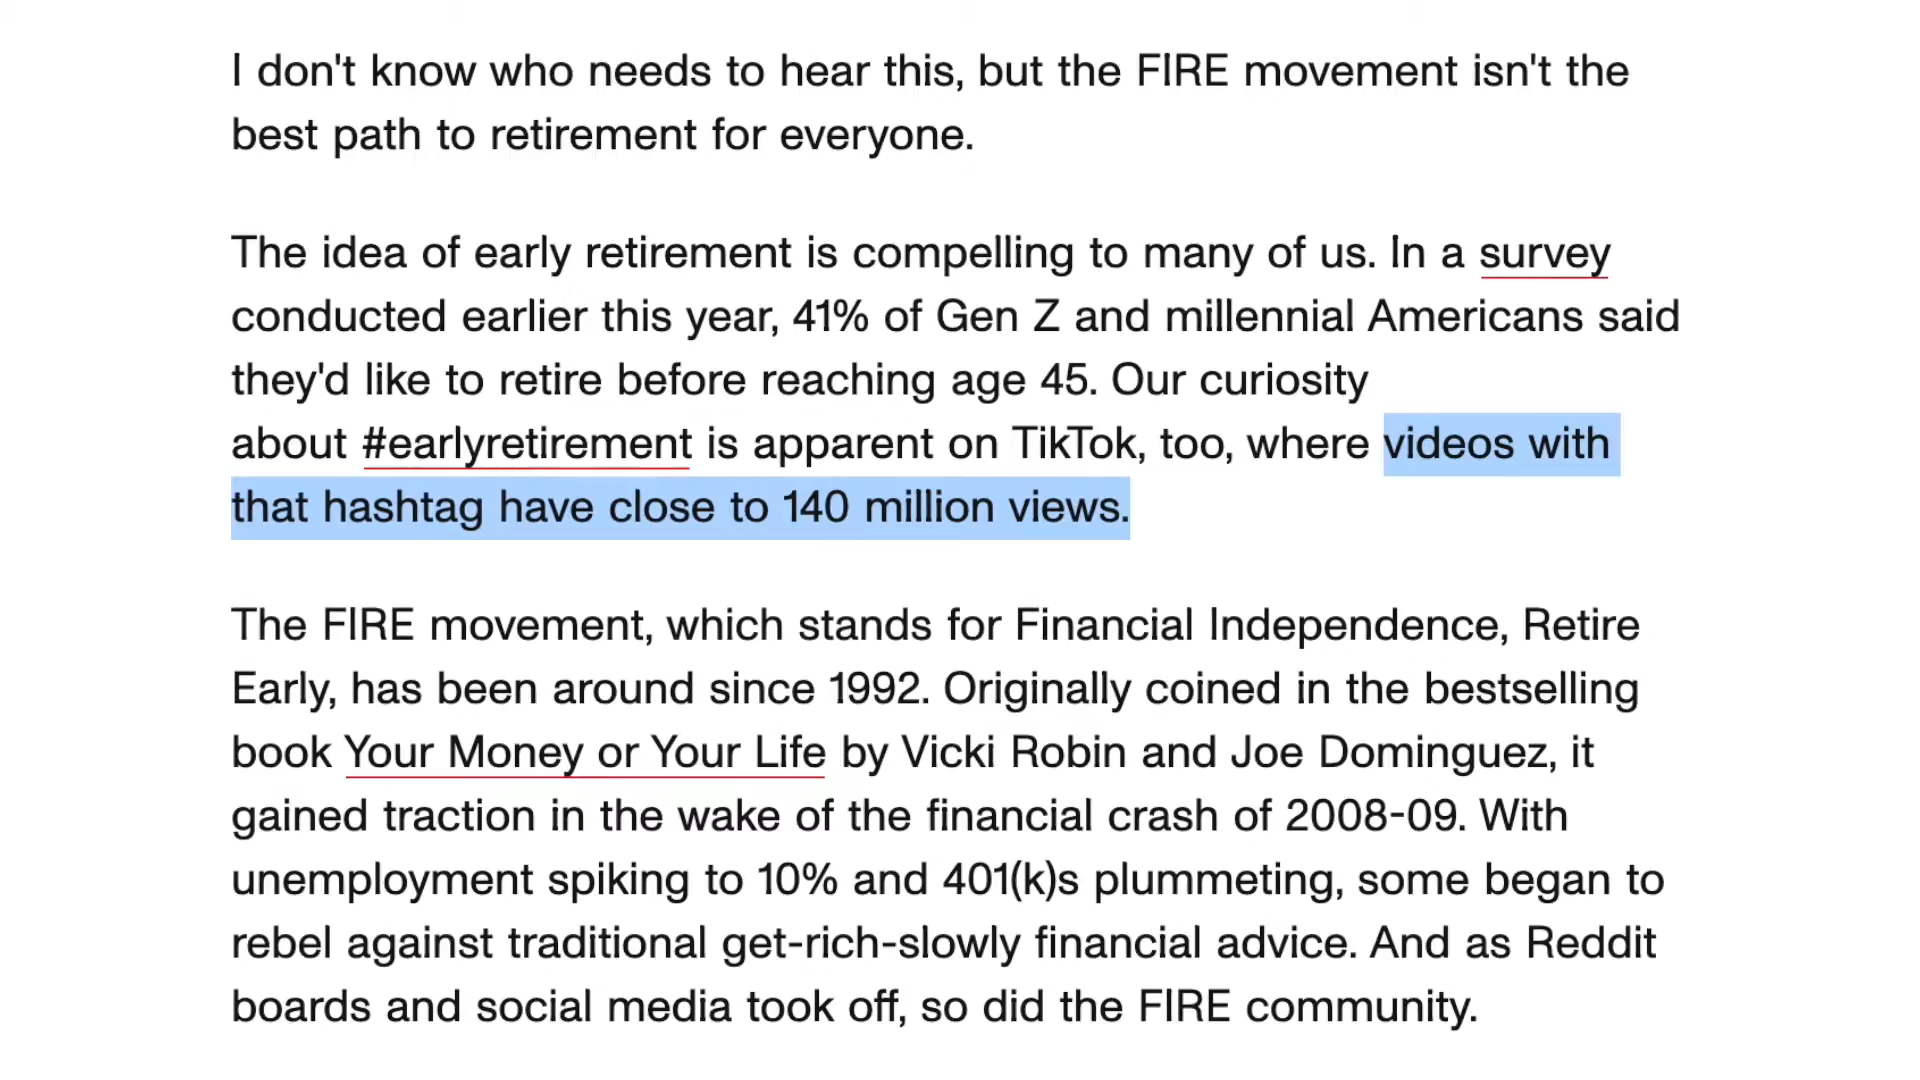 I don't know who needs to hear this, but the FIRE movement isn't the
best path to retirement for everyone.
The idea of early retirement is compelling to many of us. In a survey
conducted earlier this year, 41% of Gen Z and millennial Americans said
they'd like to retire before reaching age 45. Our curiosity
about #earlyretirement is apparent on TikTok, too, where videos with
that hashtag have close to 140 million views.
The FIRE movement, which stands for Financial Independence, Retire
Early, has been around since 1992. Originally coined in the bestselling
book Your Money or Your Life by Vicki Robin and Joe Dominguez, it
gained traction in the wake of the financial crash of 2008-09. With
unemployment spiking to 10% and 401(k)s plummeting, some began to
rebel against traditional get-rich-slowly financial advice. And as Reddit
boards and social media took off, so did the FIRE community.